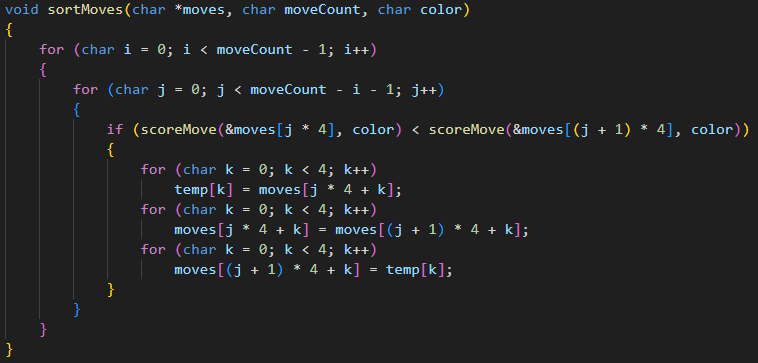 void sortMoves(char *moves, char moveCount, char color)
{
    for (char i = 0; i < moveCount - 1; i++)
    {
        for (char j = 0; j < moveCount - i - 1; j++)
        {
            if (scoreMove(&moves[j * 4], color) < scoreMove(&moves[(j + 1) * 4], color))
            {
                for (char k = 0; k < 4; k++)
                    temp[k] = moves[j * 4 + k];
                for (char k = 0; k < 4; k++)
                    moves[j * 4 + k] = moves[(j + 1) * 4 + k];
                for (char k = 0; k < 4; k++)
                    moves[(j + 1) * 4 + k] = temp[k];
            }
        }
    }
}